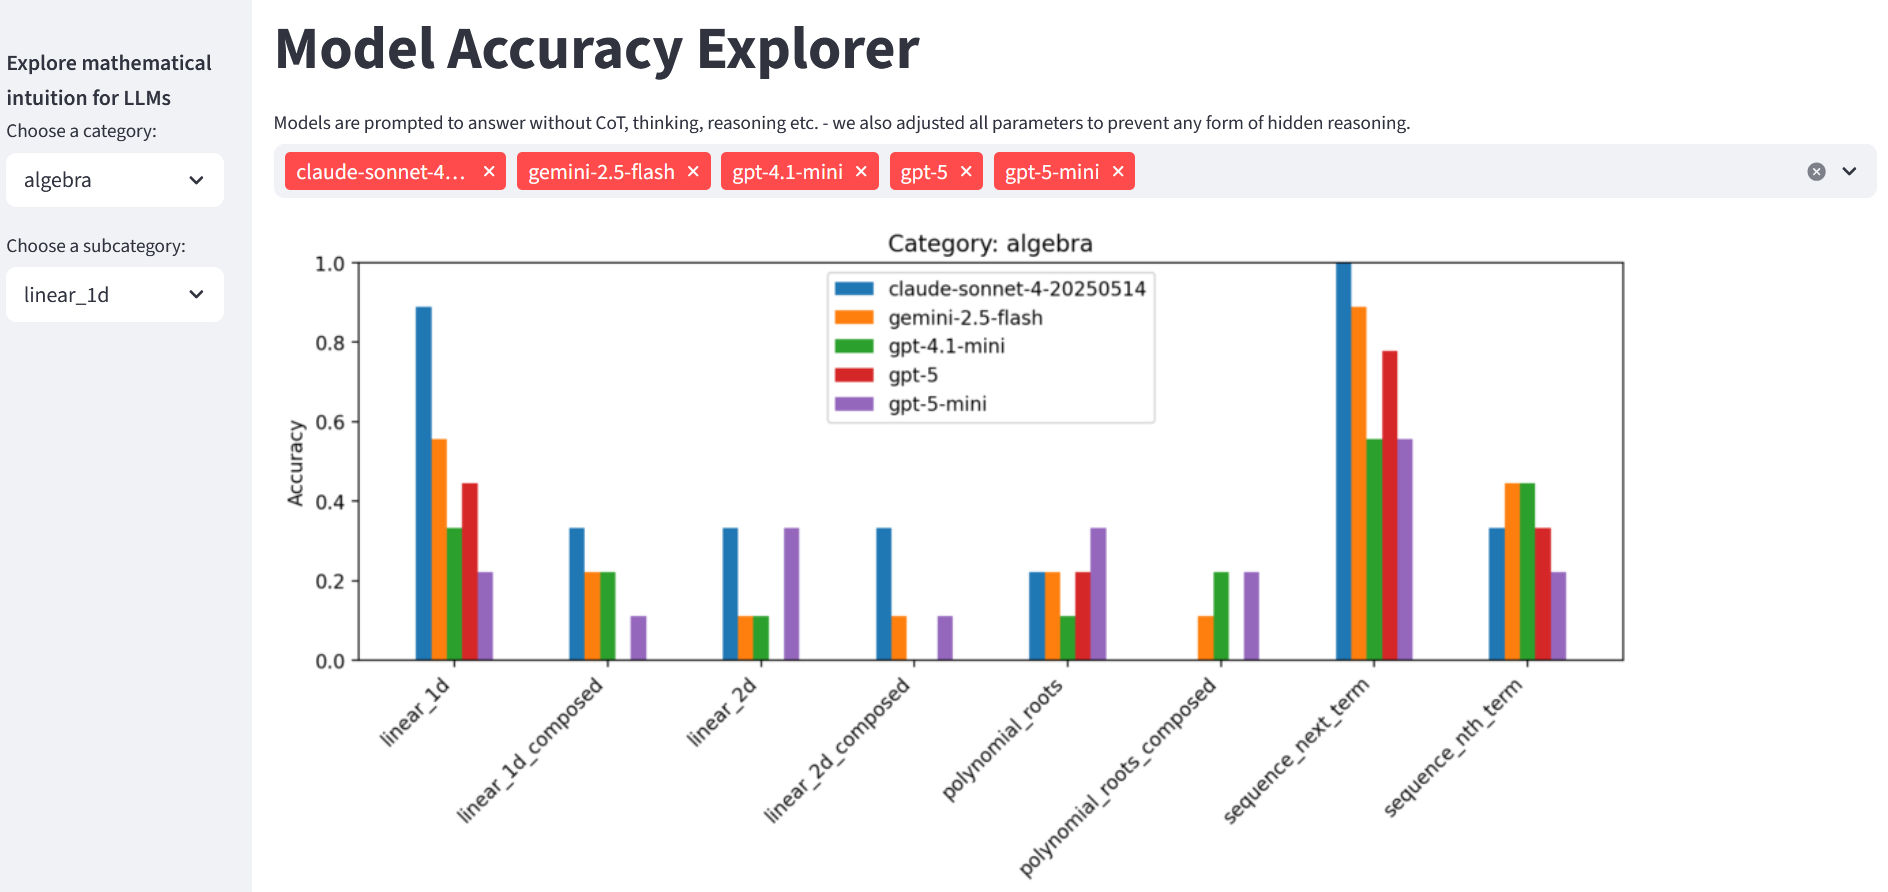 Explore mathematical
intuition for LLMs
Choose a category:
algebra
Choose a subcategory:
linear_1d
Model Accuracy Explorer
Models are prompted to answer without CoT, thinking, reasoning etc. - we also adjusted all parameters to prevent any form of hidden reasoning.
claude-sonnet-4... × gemini-2.5-flash × gpt-4.1-mini × gpt-5 × gpt-5-mini ×
Category: algebra
claude-sonnet-4-20250514
gemini-2.5-flash
gpt-4.1-mini
gpt-5
gpt-5-mini
Accuracy
1.0
0.8
0.6
0.4
0.2
0.0
linear_1d
linear_1d_composed
linear_2d
linear_2d_composed
polynomial_roots
polynomial_roots_composed
sequence_next_term
sequence_nth_term